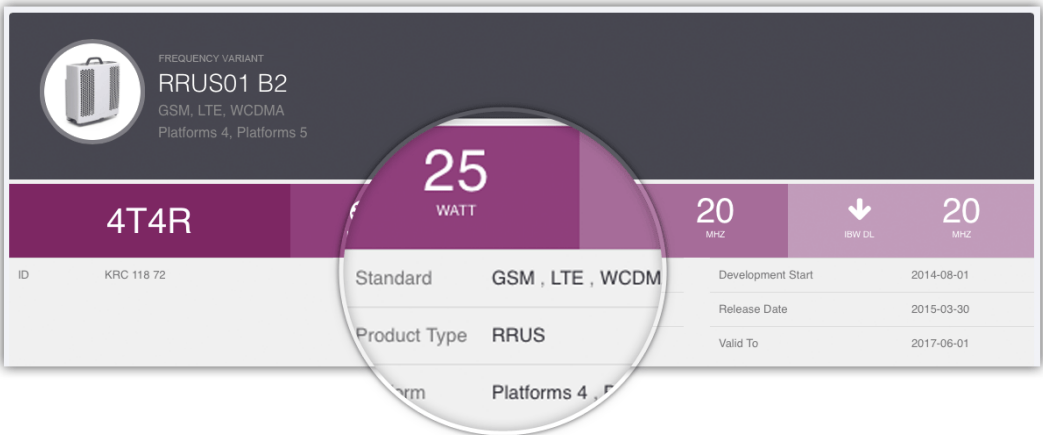 FREQUENCY VARIANT
RRUS01 B2
GSM, LTE, WCDMA
Platforms 4, Platforms 5
4T4R
25
WATT
20
MHZ
IBW DL
20
MHZ
ID KRC 118 72
Standard GSM , LTE , WCDM
Product Type RRUS
Platforms 4 ,
Development Start 2014-08-01
Release Date 2015-03-30
Valid To 2017-06-01